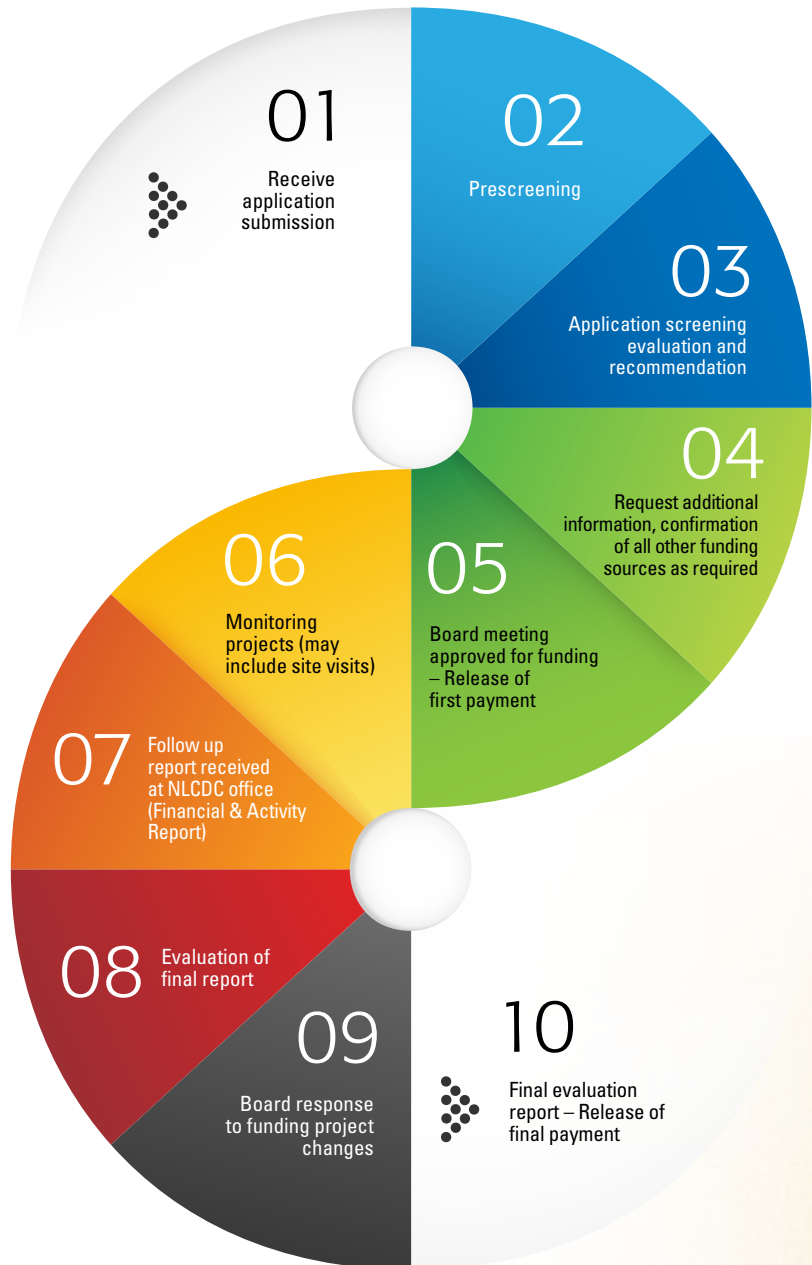 01
Receive
application
submission
02
Prescreening
03
Application screening
evaluation and
recommendation
04
Request additional
information, confirmation
of all other funding
sources as required
05
Board meeting
approved for funding
– Release of
first payment
06
Monitoring
projects (may
include site visits)
07
Follow up
report received
at NLCDC office
(Financial & Activity
Report)
08
Evaluation of
final report
09
Board response
to funding project
changes
10
Final evaluation
report – Release of
final payment